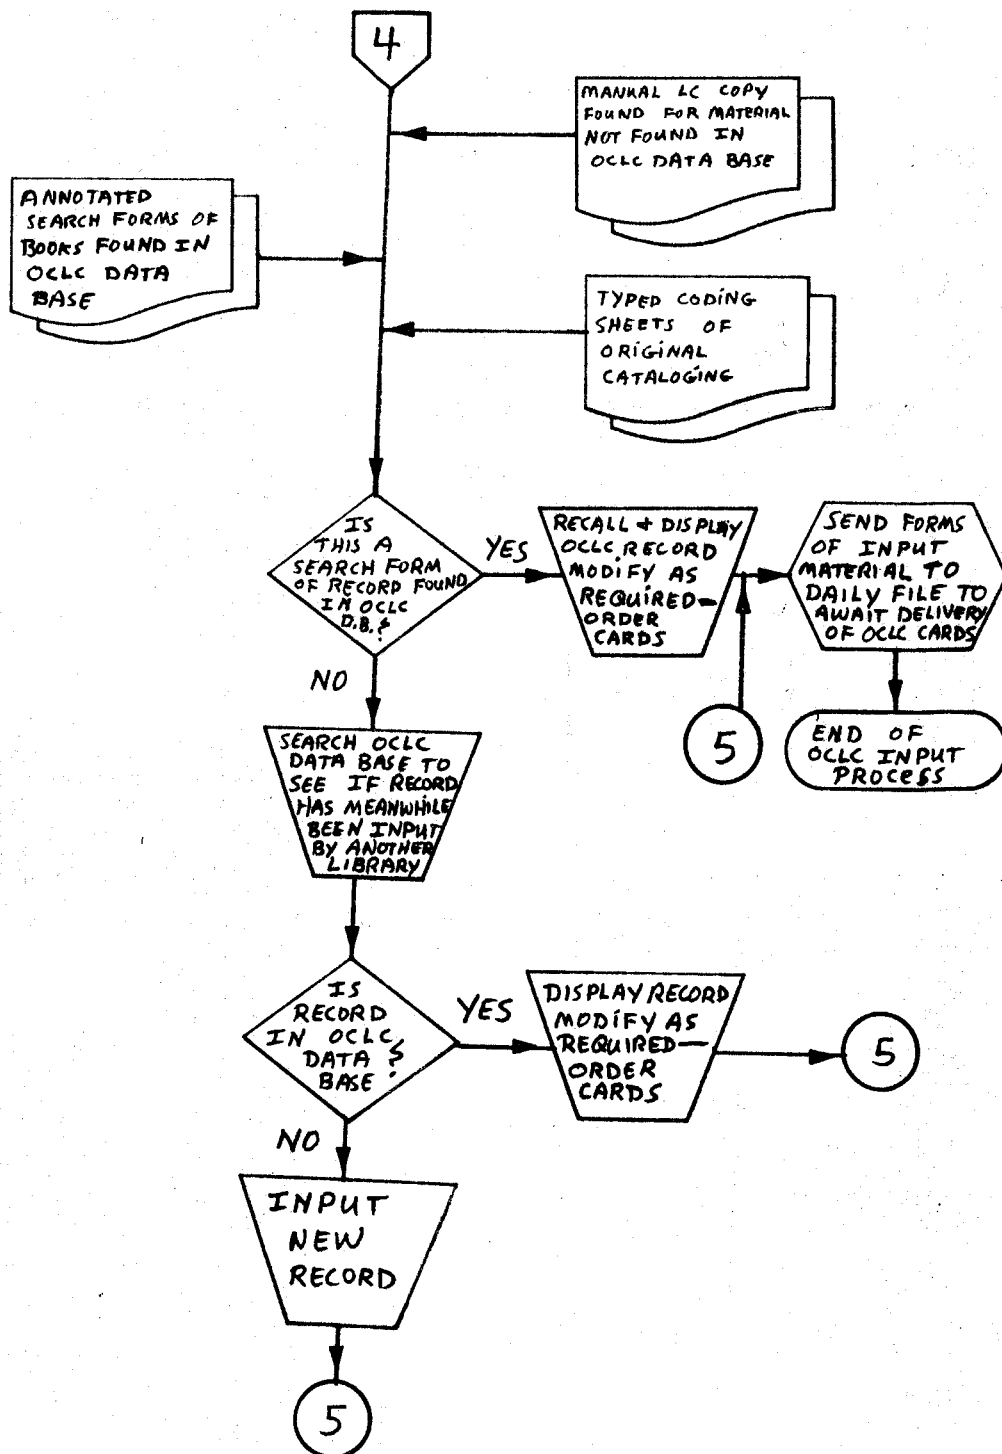 4
MANUAL LC COPY
FOUND FOR MATERIAL
NOT FOUND IN
OCLC DATA BASE
ANNOTATED
SEARCH FORMS OF
BOOKS FOUND IN
OCLC DATA
BASE
TYPED CODING
SHEETS OF
ORIGINAL
CATALOGING
IS
THIS A
SEARCH FORM
OF RECORD FOUND
IN OCLC
D.B.?
YES
RECALL + DISPLAY
OCLC RECORD
MODIFY AS
REQUIRED—
ORDER
CARDS
SEND FORMS
OF INPUT
MATERIAL TO
DAILY FILE TO
AWAIT DELIVERY
OF OCLC CARDS
NO
5
END OF
OCLC INPUT
PROCESS
SEARCH OCLC
DATA BASE TO
SEE IF RECORD
HAS MEANWHILE
BEEN INPUT
BY ANOTHER
LIBRARY
IS
RECORD
IN OCLC
DATA
BASE?
YES
DISPLAY RECORD
MODIFY AS
REQUIRED—
ORDER
CARDS
5
NO
INPUT
NEW
RECORD
5